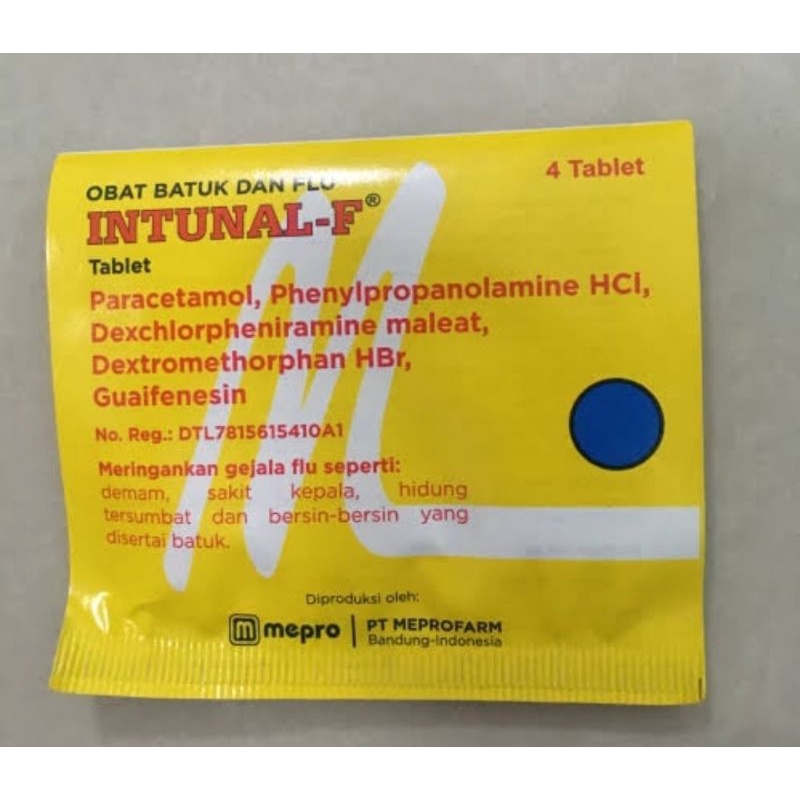 4 Tablet
OBAT BATUK DAN FLU
INTUNAL-F®
Tablet
Paracetamol, Phenylpropanolamine HCl,
Dexchlorpheniramine maleat,
Dextromethorphan HBr,
Guaifenesin
No. Reg.: DTL7815615410A1
Meringankan gejala flu seperti:
demam, sakit kepala, hidung
tersumbat dan bersin-bersin yang
disertai batuk.
Diproduksi oleh:
mepro | PT MEPROFARM
Bandung-Indonesia